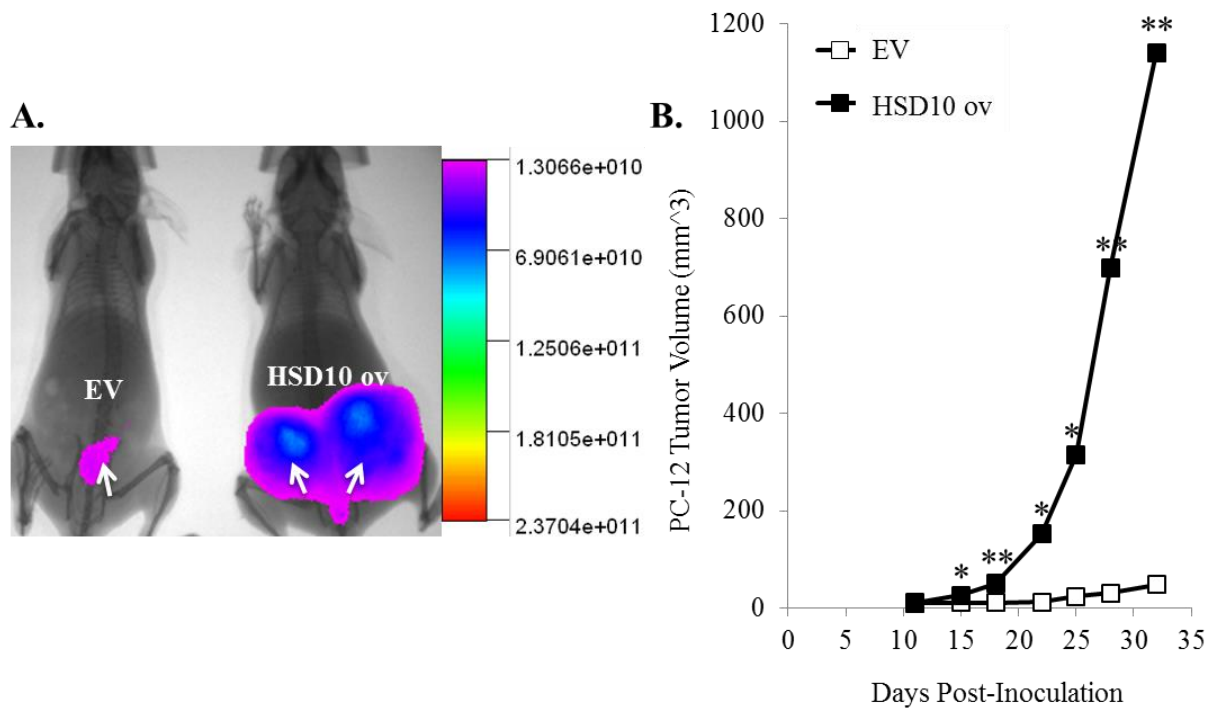 A.
EV
HSD10 ov
1.3066e+010
6.9061e+010
1.2506e+011
1.8105e+011
2.3704e+011
B.
PC-12 Tumor Volume (mm^3)
1200
1000
800
600
400
200
0
EV
HSD10 ov
*
**
*
*
**
**
0 5 10 15 20 25 30 35
Days Post-Inoculation